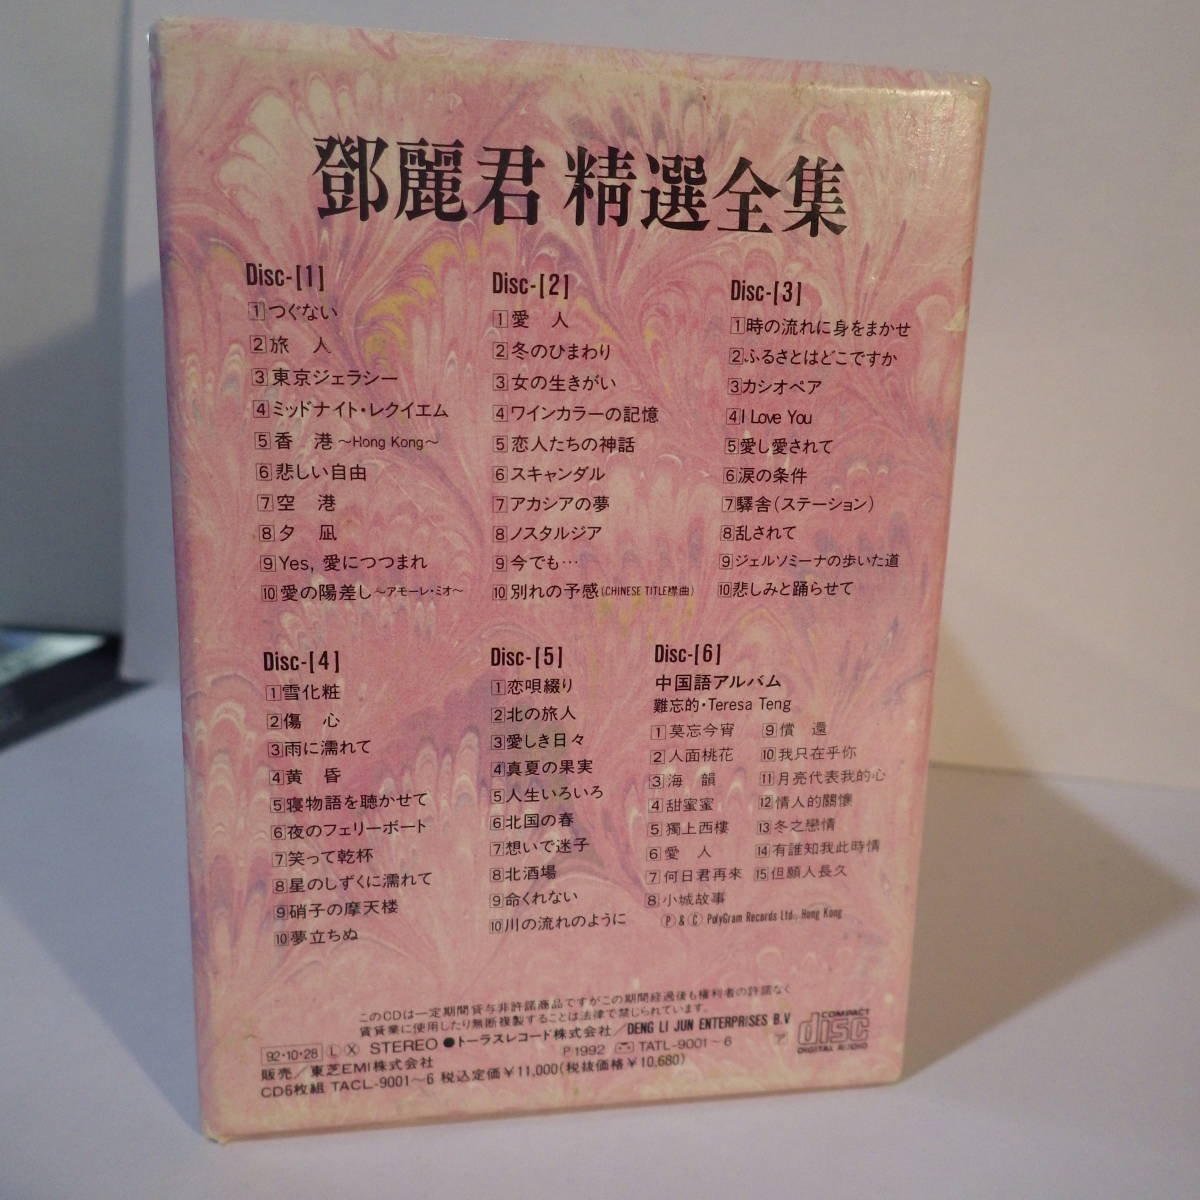 鄧麗君 精選全集
Disc-[1]
1 つぐない
2 旅 人
3 東京ジェラシー
4 ミッドナイト・レクイエム
5 香 港 〜Hong Kong〜
6 悲しい自由
7 空 港
8 夕 凪
9 Yes, 愛につつまれ
10 愛の陽差し〜アモーレ・ミオ〜
Disc-[2]
1 愛 人
2 冬のひまわり
3 女の生きがい
4 ワインカラーの記憶
5 恋人たちの神話
6 スキャンダル
7 アカシアの夢
8 ノスタルジア
9 今でも…
10 別れの予感(CHINESE TITLE襟曲)
Disc-[3]
1 時の流れに身をまかせ
2 ふるさとはどこですか
3 カシオペア
4 I Love You
5 愛し愛されて
6 涙の条件
7 驛舎(ステーション)
8 乱されて
9 ジェルソミーナの歩いた道
10 悲しみと踊らせて
Disc-[4]
1 雪化粧
2 傷 心
3 雨に濡れて
4 黄 昏
5 寝物語を聴かせて
6 夜のフェリーボート
7 笑って乾杯
8 星のしずくに濡れて
9 硝子の摩天楼
10 夢立ちぬ
Disc-[5]
1 恋唄綴り
2 北の旅人
3 愛しき日々
4 真夏の果実
5 人生いろいろ
6 北国の春
7 想いで迷子
8 北酒場
9 命くれない
10 川の流れのように
Disc-[6]
中国語アルバム
難忘的・Teresa Teng
1 莫忘今宵
2 人面桃花
3 海 韻
4 甜蜜蜜
5 獨上西樓
6 愛 人
7 何日君再來
8 小城故事
9 償 還
10 我只在乎你
11 月亮代表我的心
12 情人的關懷
13 冬之戀情
14 有誰知我此時情
15 但願人長久
Ⓟ&Ⓒ PolyGram Records Ltd., Hong Kong
このCDは一定期間貸与非許諾商品ですがこの期間経過後も権利者の許諾なく
賃貸業に使用したり無断複製することは法律で禁じられています。
92・10・28 Ⓛ Ⓧ STEREO ●トーラスレコード株式会社／DENG LI JUN ENTERPRISES B.V
販売／東芝EMI株式会社 P1992 TATL-9001〜6 ア
CD6枚組 TACL-9001〜6 税込定価￥11,000(税抜価格￥10,680)
COMPACT
disc
DIGITAL AUDIO